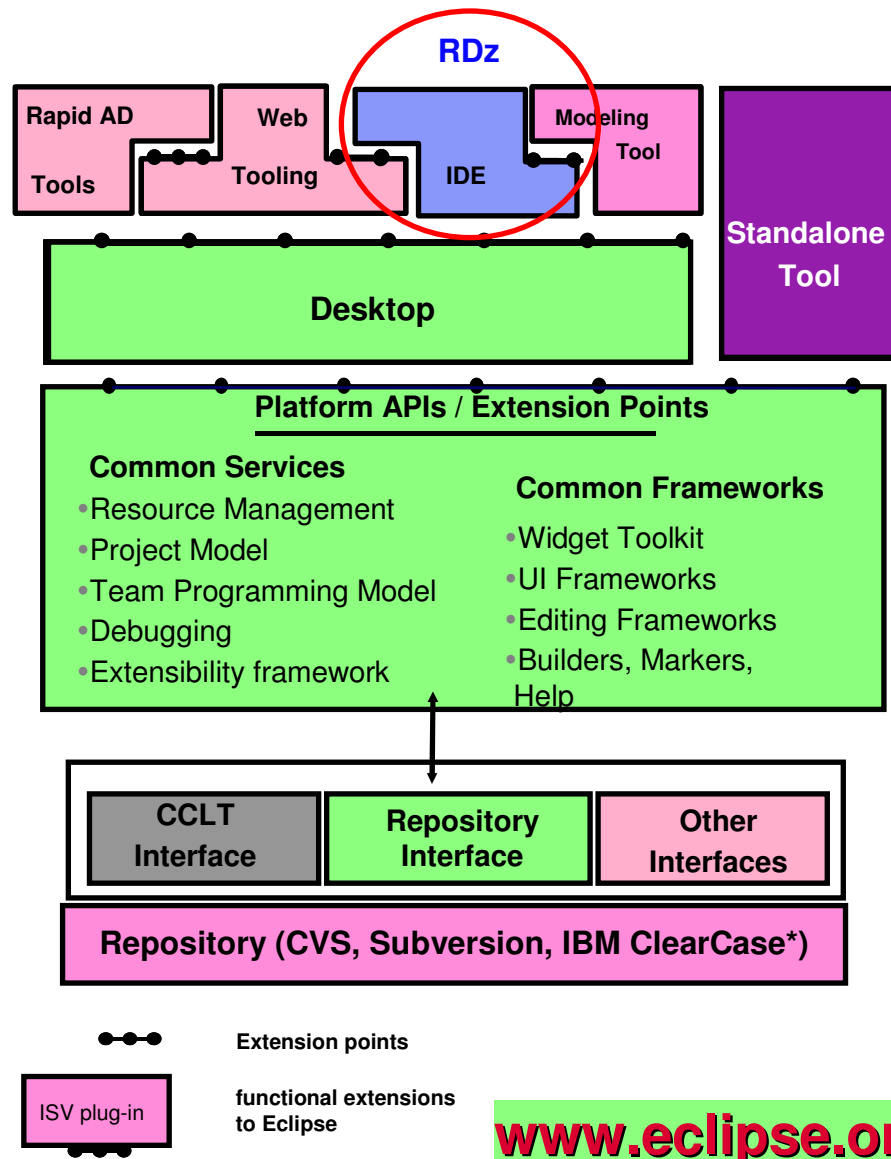 RDz
Rapid AD
Tools
Web
Tooling
IDE
Modeling
Tool
Standalone
Tool
Desktop
Platform APIs / Extension Points
Common Services
•Resource Management
•Project Model
•Team Programming Model
•Debugging
•Extensibility framework
Common Frameworks
•Widget Toolkit
•UI Frameworks
•Editing Frameworks
•Builders, Markers,
Help
CCLT
Interface
Repository
Interface
Other
Interfaces
Repository (CVS, Subversion, IBM ClearCase*)
Extension points
ISV plug-in
functional extensions
to Eclipse
www.eclipse.or